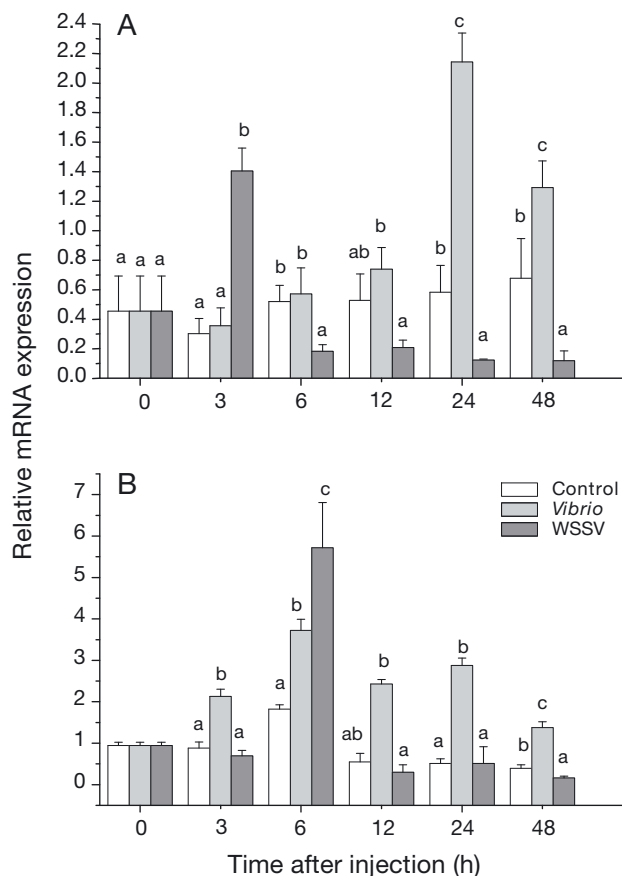 A
2.4
2.2
2.0
1.8
1.6
1.4
1.2
1.0
0.8
0.6
0.4
0.2
0.0
a a a
a a b
b b a
ab b a
b c a
b c a
0 3 6 12 24 48
Relative mRNA expression
B
7
6
5
4
3
2
1
0
Control
Vibrio
WSSV
a b a
a b c
ab b a
a b a
b c a
0 3 6 12 24 48
Time after injection (h)